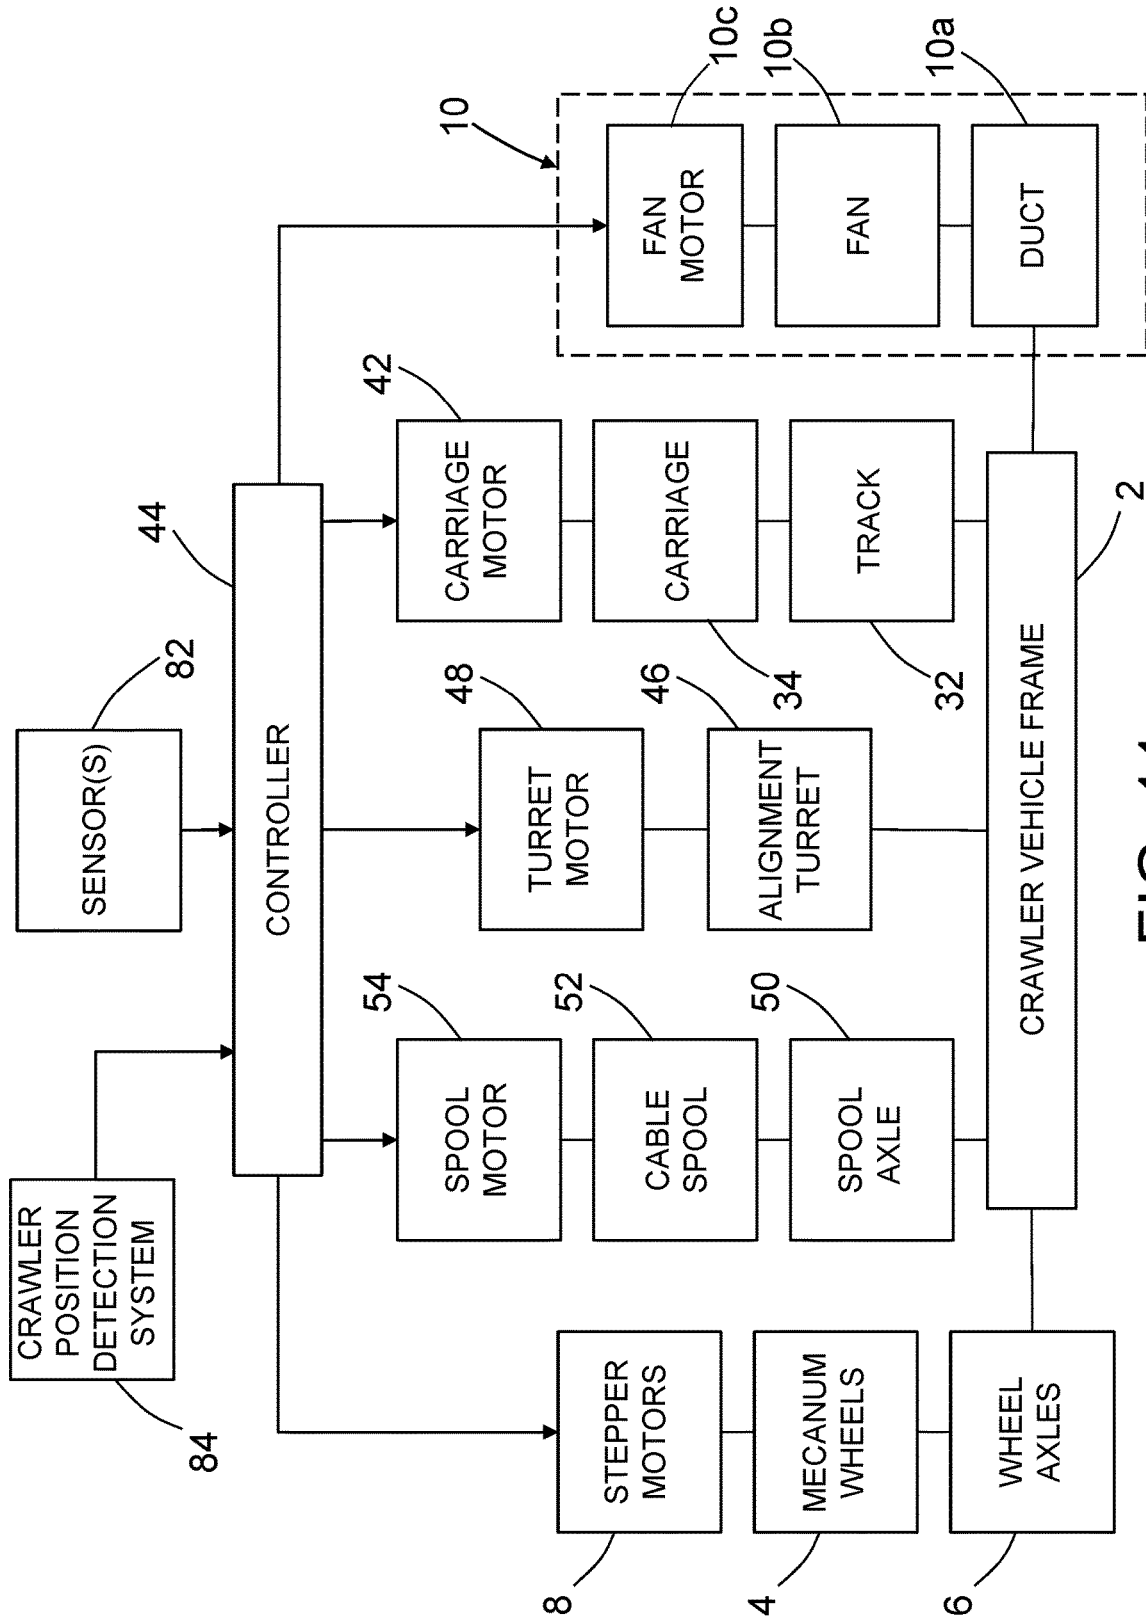 CRAWLER
POSITION
DETECTION
SYSTEM
84
SENSOR(S)
82
44
CONTROLLER
54
SPOOL
MOTOR
42
CARRIAGE
MOTOR
48
TURRET
MOTOR
10
8
STEPPER
MOTORS
52
CABLE
SPOOL
34
CARRIAGE
10c
FAN
MOTOR
46
ALIGNMENT
TURRET
4
MECANUM
WHEELS
50
SPOOL
AXLE
32
TRACK
10b
FAN
6
WHEEL
AXLES
CRAWLER VEHICLE FRAME
2
10a
DUCT
FIG.